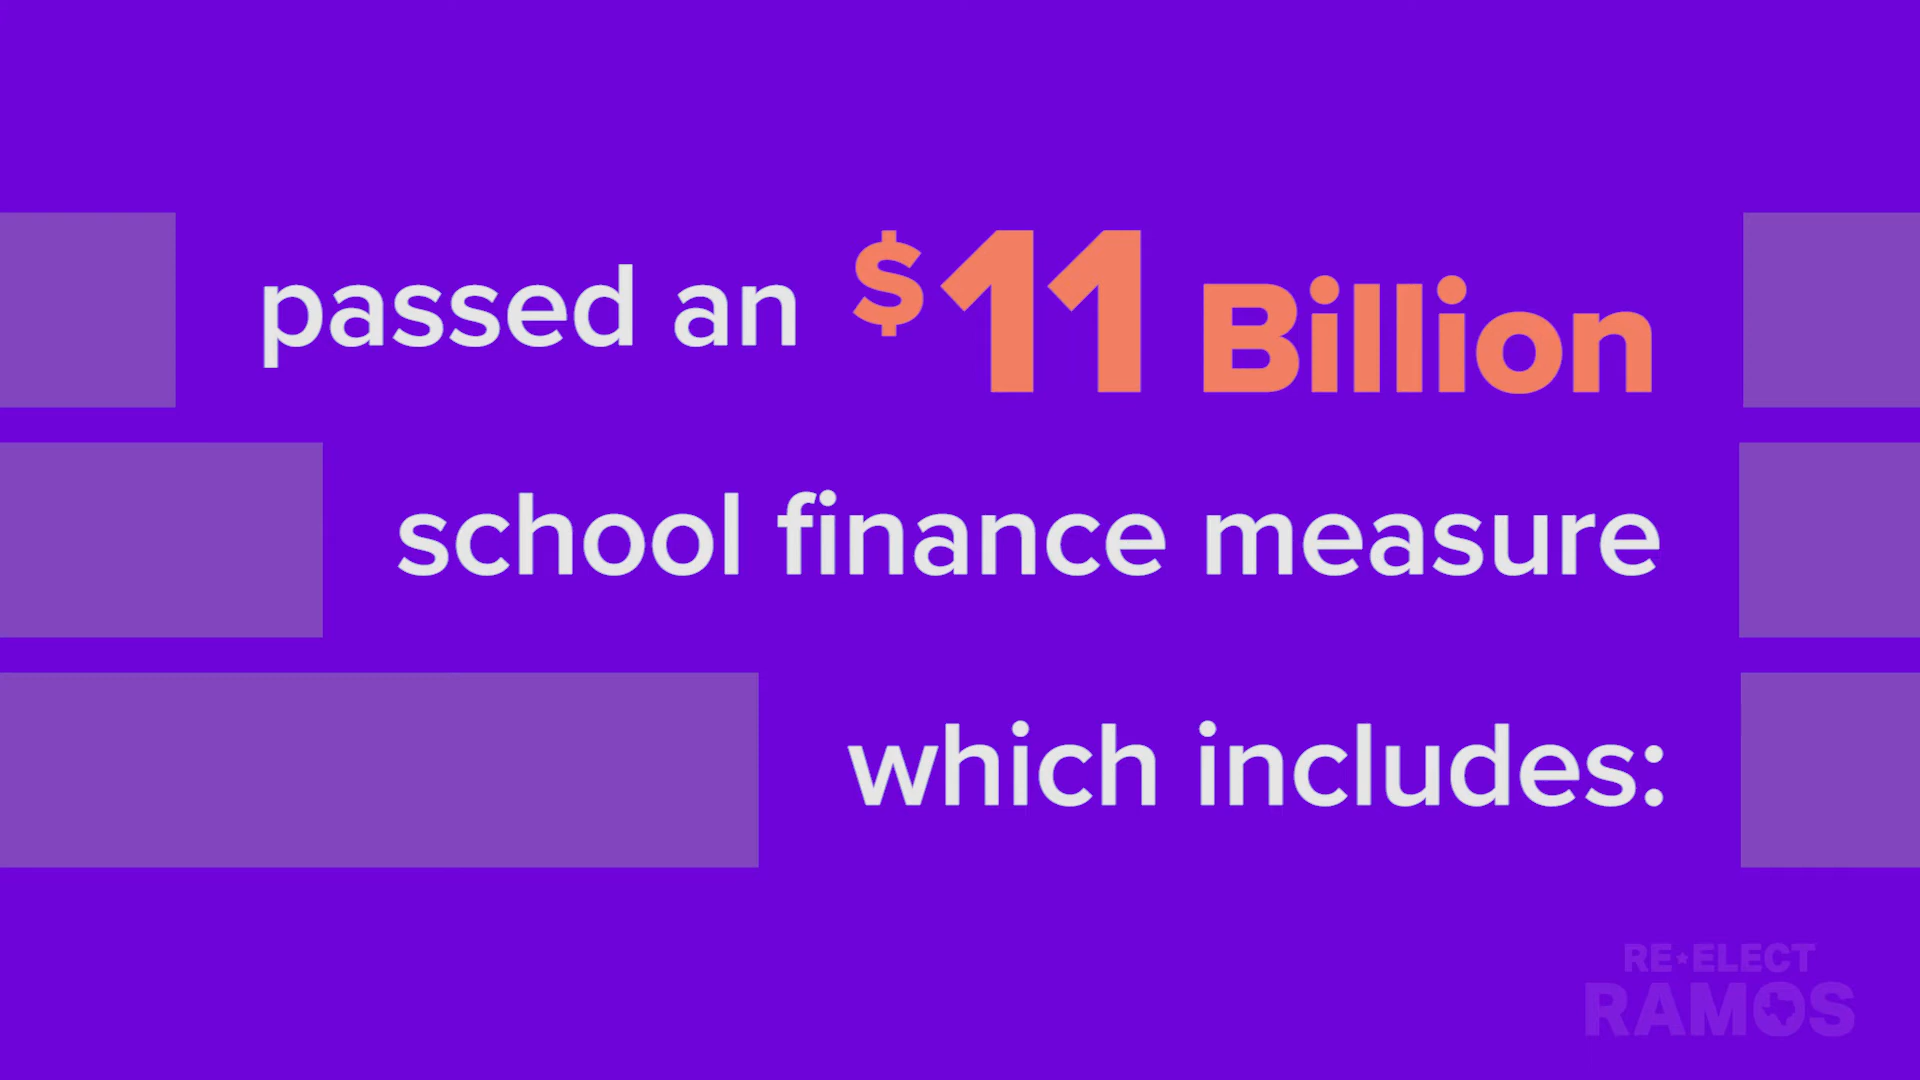 passed an $11 Billion
school finance measure
which includes:
RE★ELECT
RAMOS